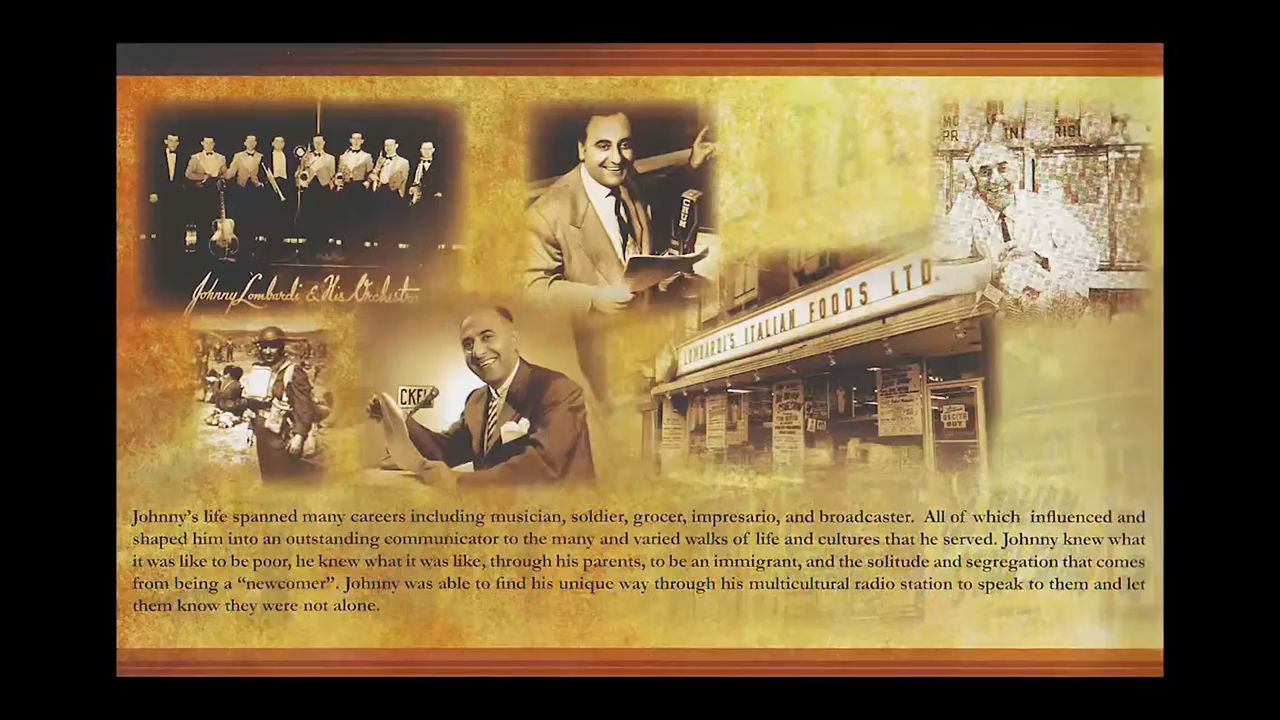 Johnny Lombardi & His Orchestra
CKFH
LOMBARDI'S ITALIAN FOODS LTD.
Johnny's life spanned many careers including musician, soldier, grocer, impresario, and broadcaster. All of which influenced and
shaped him into an outstanding communicator to the many and varied walks of life and cultures that he served. Johnny knew what
it was like to be poor, he knew what it was like, through his parents, to be an immigrant, and the solitude and segregation that comes
from being a "newcomer". Johnny was able to find his unique way through his multicultural radio station to speak to them and let
them know they were not alone.